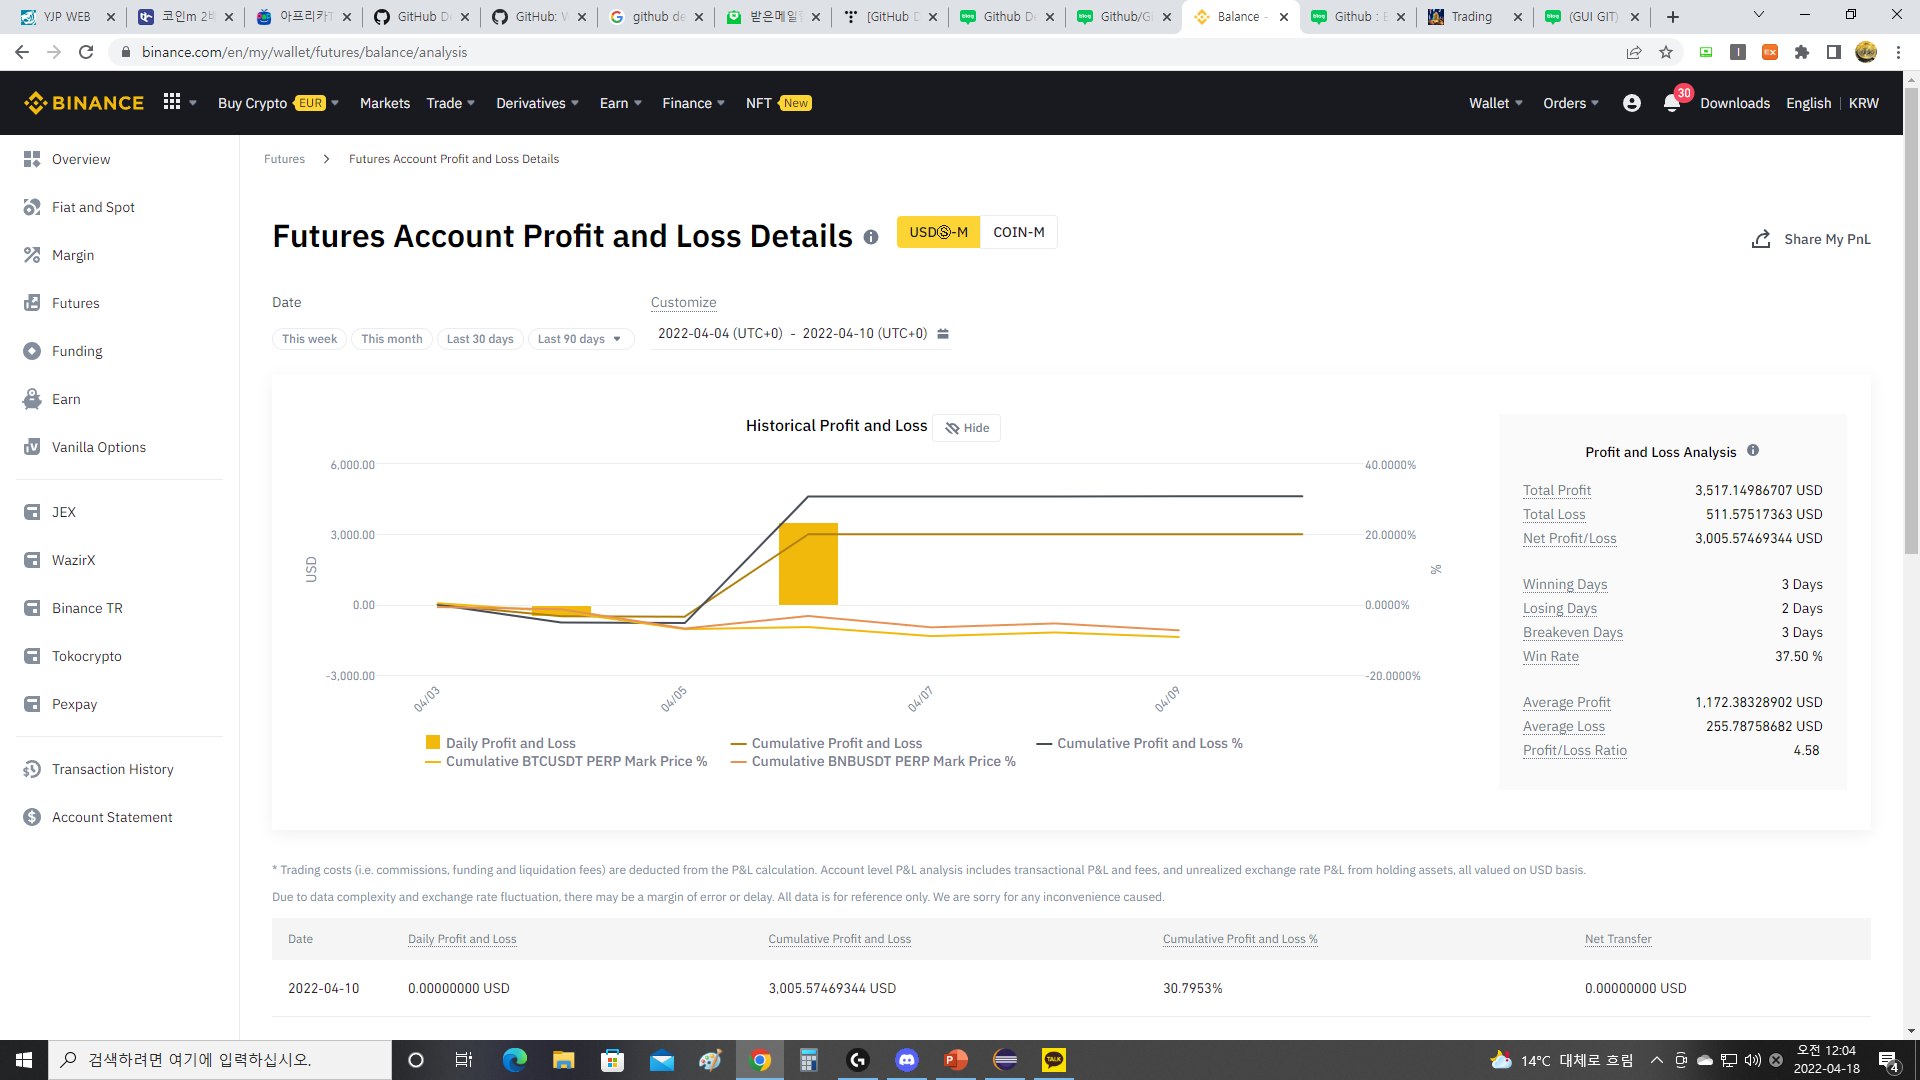 YJP WEB
코인m 2배
아프리카T
GitHub De
GitHub: W
github de
받은메일함
[GitHub D
Github De
Github/Gi
Balance -
Github : E
Trading
(GUI GIT)
binance.com/en/my/wallet/futures/balance/analysis
BINANCE
Buy Crypto EUR
Markets
Trade
Derivatives
Earn
Finance
NFT New
Wallet
Orders
30
Downloads
English
KRW
Overview
Fiat and Spot
Margin
Futures
Funding
Earn
Vanilla Options
JEX
WazirX
Binance TR
Tokocrypto
Pexpay
Transaction History
Account Statement
Futures > Futures Account Profit and Loss Details
Futures Account Profit and Loss Details
USDⓈ-M
COIN-M
Share My PnL
Date
Customize
This week
This month
Last 30 days
Last 90 days
2022-04-04 (UTC+0) - 2022-04-10 (UTC+0)
Historical Profit and Loss
Hide
6,000.00
3,000.00
0.00
-3,000.00
USD
40.0000%
20.0000%
0.0000%
-20.0000%
%
04/03
04/05
04/07
04/09
Daily Profit and Loss
Cumulative Profit and Loss
Cumulative Profit and Loss %
Cumulative BTCUSDT PERP Mark Price %
Cumulative BNBUSDT PERP Mark Price %
Profit and Loss Analysis
Total Profit 3,517.14986707 USD
Total Loss 511.57517363 USD
Net Profit/Loss 3,005.57469344 USD
Winning Days 3 Days
Losing Days 2 Days
Breakeven Days 3 Days
Win Rate 37.50 %
Average Profit 1,172.38328902 USD
Average Loss 255.78758682 USD
Profit/Loss Ratio 4.58
* Trading costs (i.e. commissions, funding and liquidation fees) are deducted from the P&L calculation. Account level P&L analysis includes transactional P&L and fees, and unrealized exchange rate P&L from holding assets, all valued on USD basis.
Due to data complexity and exchange rate fluctuation, there may be a margin of error or delay. All data is for reference only. We are sorry for any inconvenience caused.
Date Daily Profit and Loss Cumulative Profit and Loss Cumulative Profit and Loss % Net Transfer
2022-04-10 0.00000000 USD 3,005.57469344 USD 30.7953% 0.00000000 USD
검색하려면 여기에 입력하십시오.
TALK
14°C 대체로 흐림
오전 12:04
2022-04-18
4